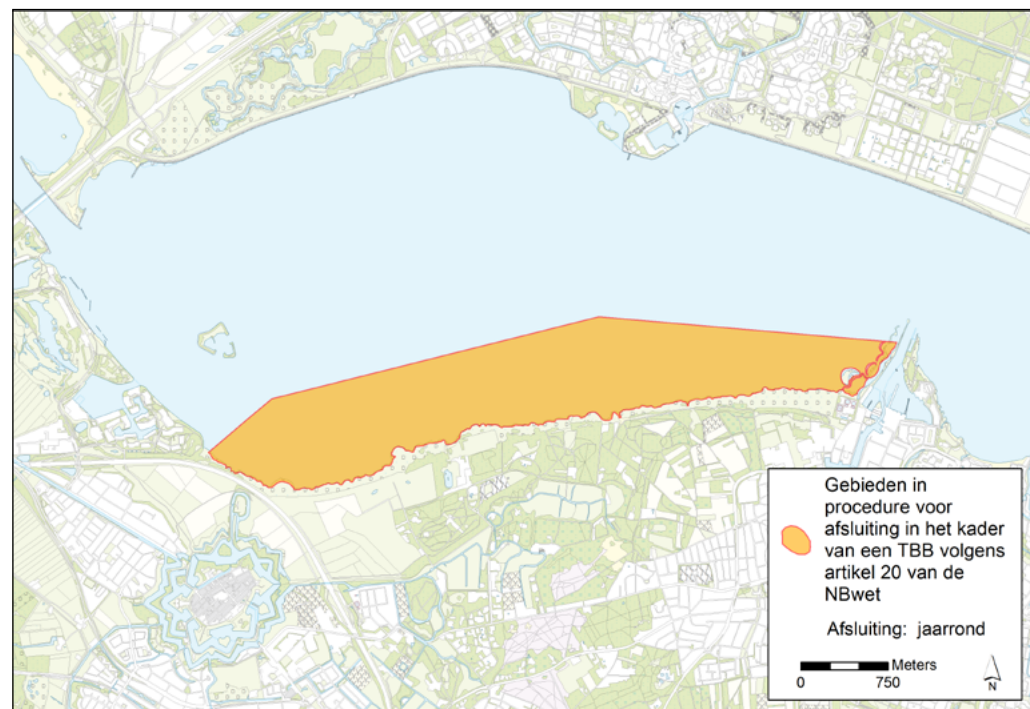 Gebieden in
procedure voor
afsluiting in het kader
van een TBB volgens
artikel 20 van de
NBwet
Afsluiting: jaarrond
Meters
0 750
N